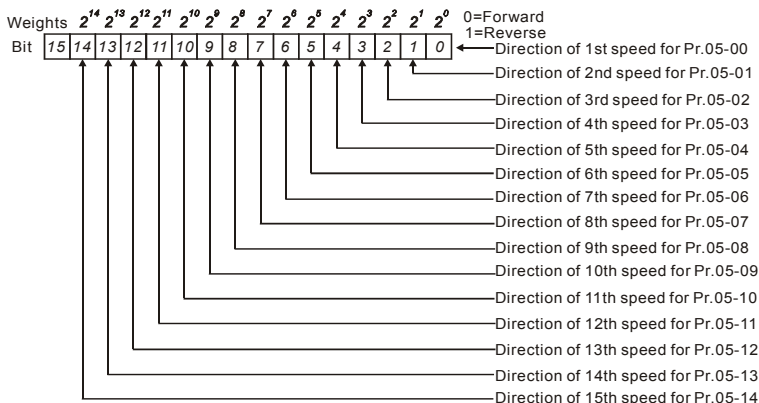 Weights 2^14 2^13 2^12 2^11 2^10 2^9 2^8 2^7 2^6 2^5 2^4 2^3 2^2 2^1 2^0 0=Forward
1=Reverse
Bit 15 14 13 12 11 10 9 8 7 6 5 4 3 2 1 0 Direction of 1st speed for Pr.05-00
Direction of 2nd speed for Pr.05-01
Direction of 3rd speed for Pr.05-02
Direction of 4th speed for Pr.05-03
Direction of 5th speed for Pr.05-04
Direction of 6th speed for Pr.05-05
Direction of 7th speed for Pr.05-06
Direction of 8th speed for Pr.05-07
Direction of 9th speed for Pr.05-08
Direction of 10th speed for Pr.05-09
Direction of 11th speed for Pr.05-10
Direction of 12th speed for Pr.05-11
Direction of 13th speed for Pr.05-12
Direction of 14th speed for Pr.05-13
Direction of 15th speed for Pr.05-14